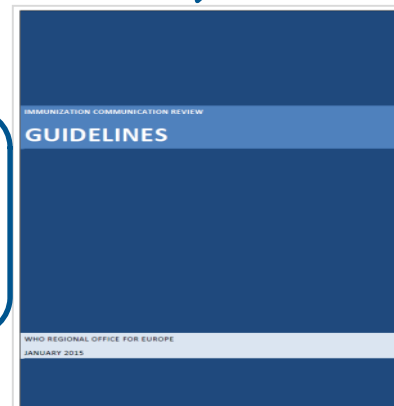 IMMUNIZATION COMMUNICATION REVIEW
GUIDELINES
WHO REGIONAL OFFICE FOR EUROPE
JANUARY 2015